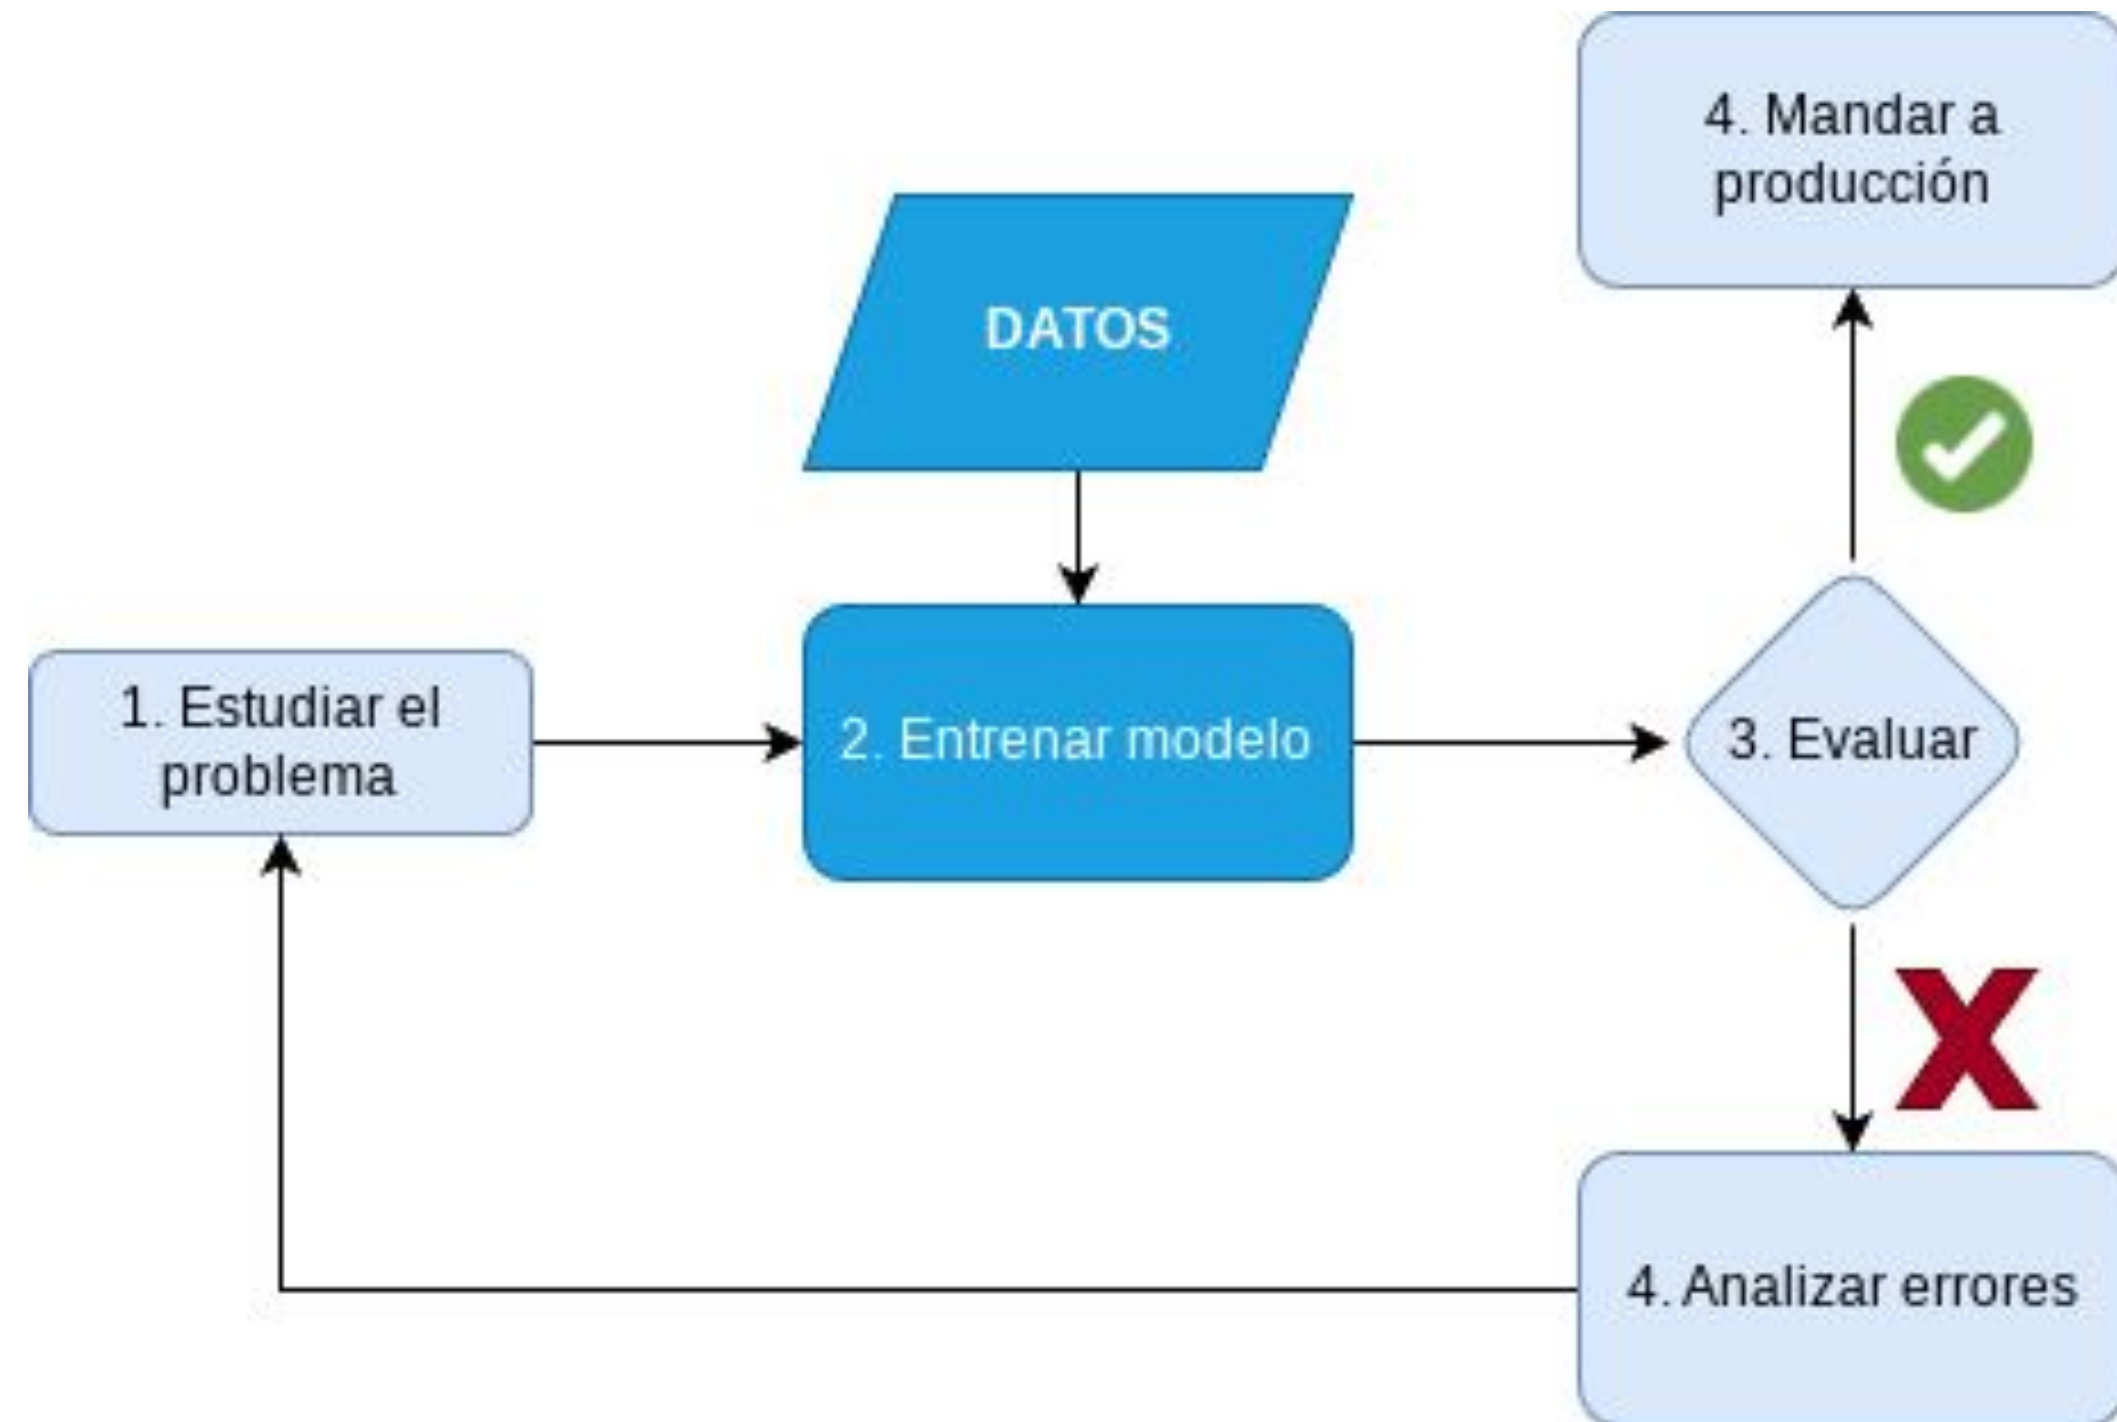 4. Mandar a
producción
DATOS
1. Estudiar el
problema
2. Entrenar modelo
3. Evaluar
4. Analizar errores